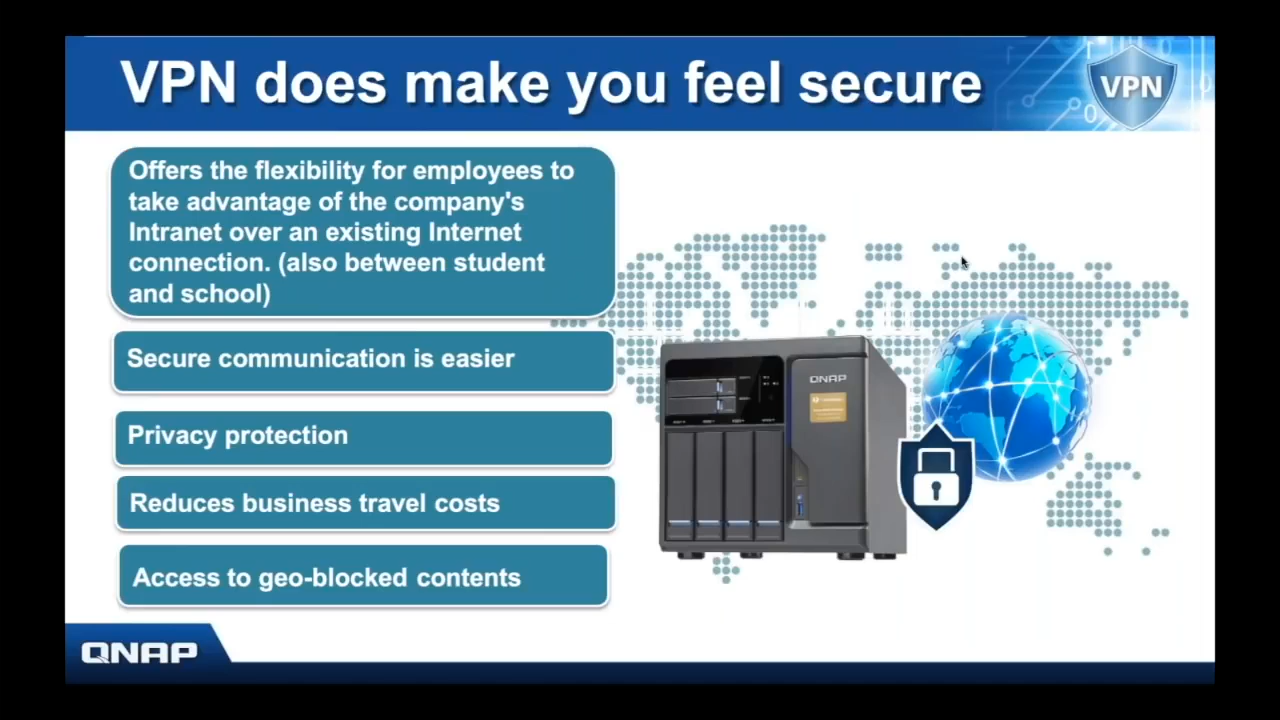 VPN does make you feel secure
VPN
Offers the flexibility for employees to
take advantage of the company's
Intranet over an existing Internet
connection. (also between student
and school)
Secure communication is easier
Privacy protection
Reduces business travel costs
Access to geo-blocked contents
QNAP
QNAP